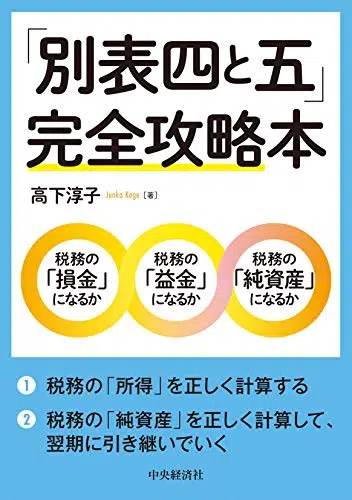 「別表四と五」
完全攻略本
高下淳子 Junko Koge [著]
税務の
「損金」
になるか
税務の
「益金」
になるか
税務の
「純資産」
になるか
1 税務の「所得」を正しく計算する
2 税務の「純資産」を正しく計算して、
翌期に引き継いでいく
中央経済社